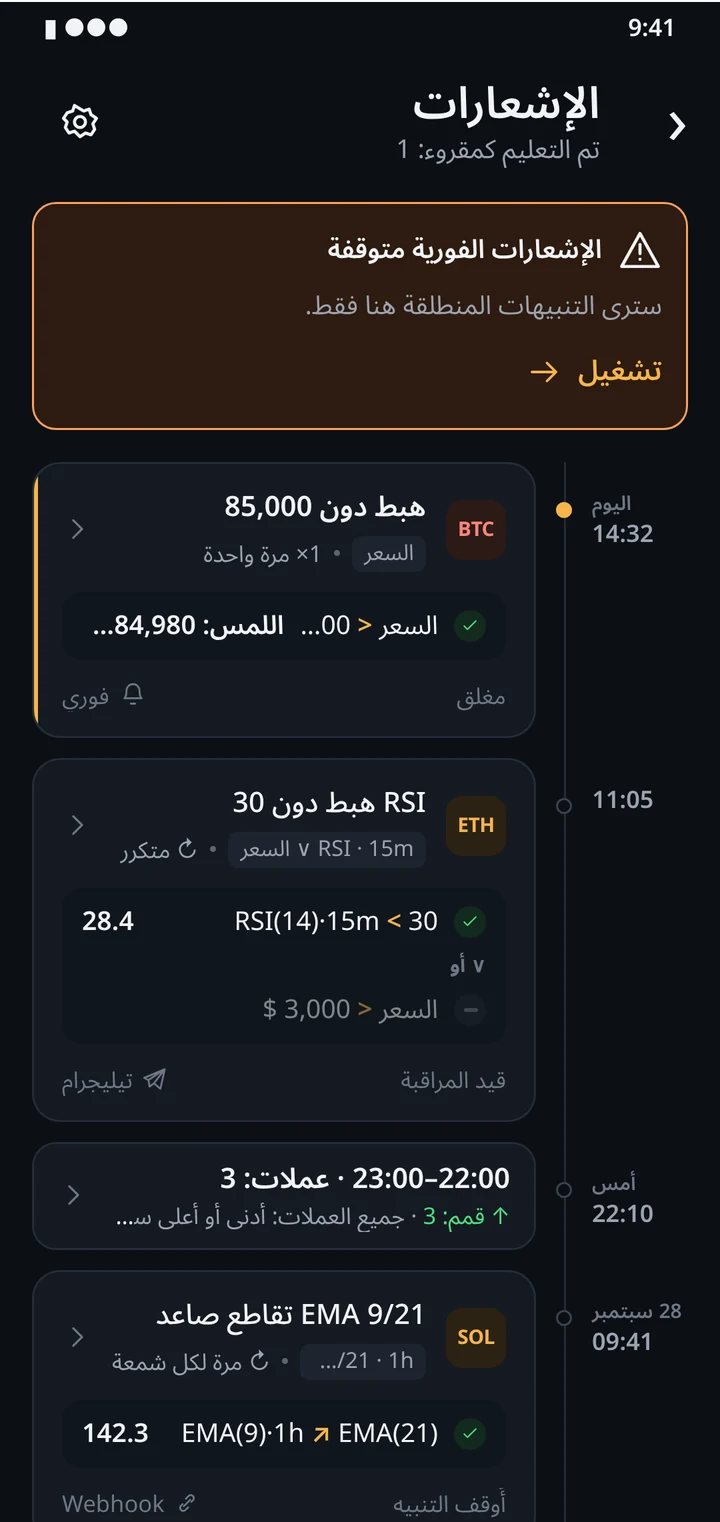 9:41
الإشعارات
تم التعليم كمقروء: 1
الإشعارات الفورية متوقفة
سترى التنبيهات المنطلقة هنا فقط.
تشغيل →
اليوم
14:32
BTC
هبط دون 85,000
السعر • 1× مرة واحدة
السعر < 00... اللمس: 84,980...
مغلق
فوري
11:05
ETH
RSI هبط دون 30
RSI · 15m ∨ السعر • ↻ متكرر
RSI(14)·15m < 30 28.4
∨ أو
السعر < 3,000 $
قيد المراقبة
تيليجرام
أمس
22:10
22:00–23:00 · عملات: 3
↑ قمم: 3 · جميع العملات: أدنى أو أعلى س...
28 سبتمبر
09:41
SOL
EMA 9/21 تقاطع صاعد
.../21 · 1h • ↻ مرة لكل شمعة
EMA(9)·1h ↗ EMA(21) 142.3
أوقف التنبيه
Webhook